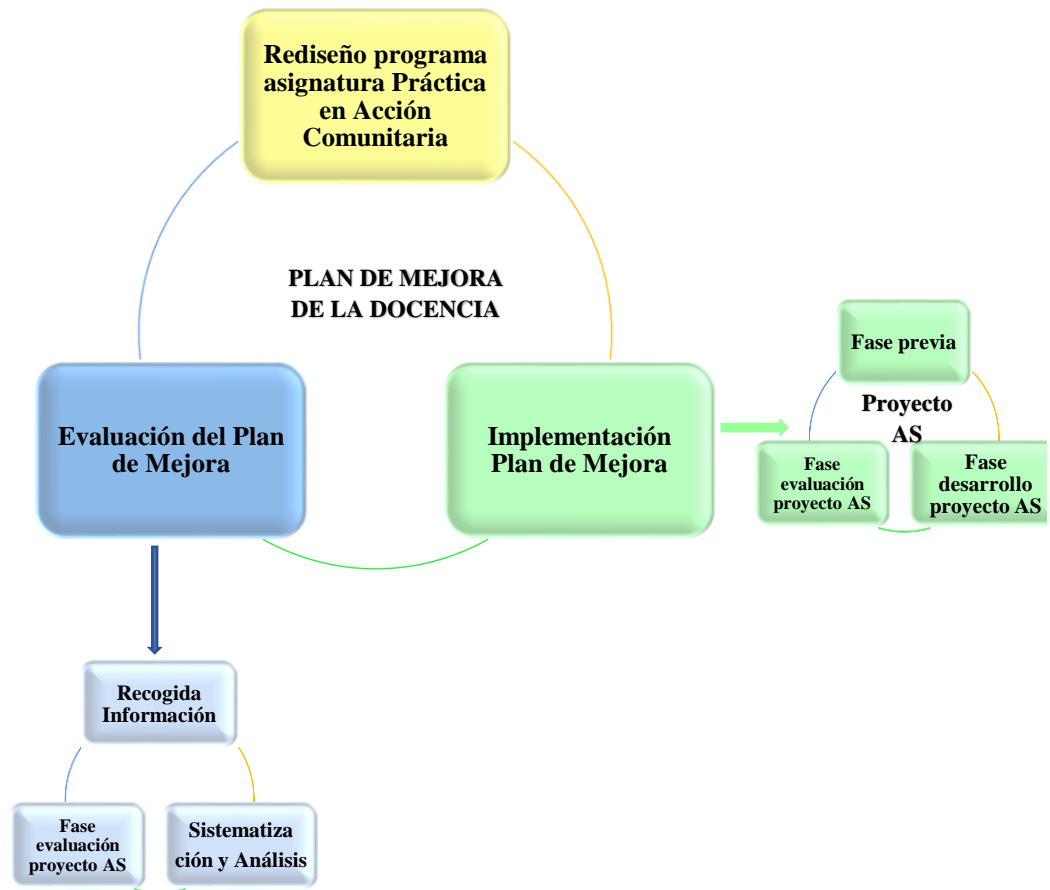 Rediseño programa
asignatura Práctica
en Acción
Comunitaria
PLAN DE MEJORA
DE LA DOCENCIA
Evaluación del Plan
de Mejora
Implementación
Plan de Mejora
Fase previa
Proyecto
AS
Fase
evaluación
proyecto AS
Fase
desarrollo
proyecto AS
Recogida
Información
Fase
evaluación
proyecto AS
Sistematiza
ción y Análisis